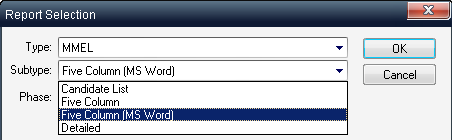 Report Selection
Type: MMEL OK
Subtype: Five Column (MS Word) Cancel
Phase: Candidate List
Five Column
Five Column (MS Word)
Detailed